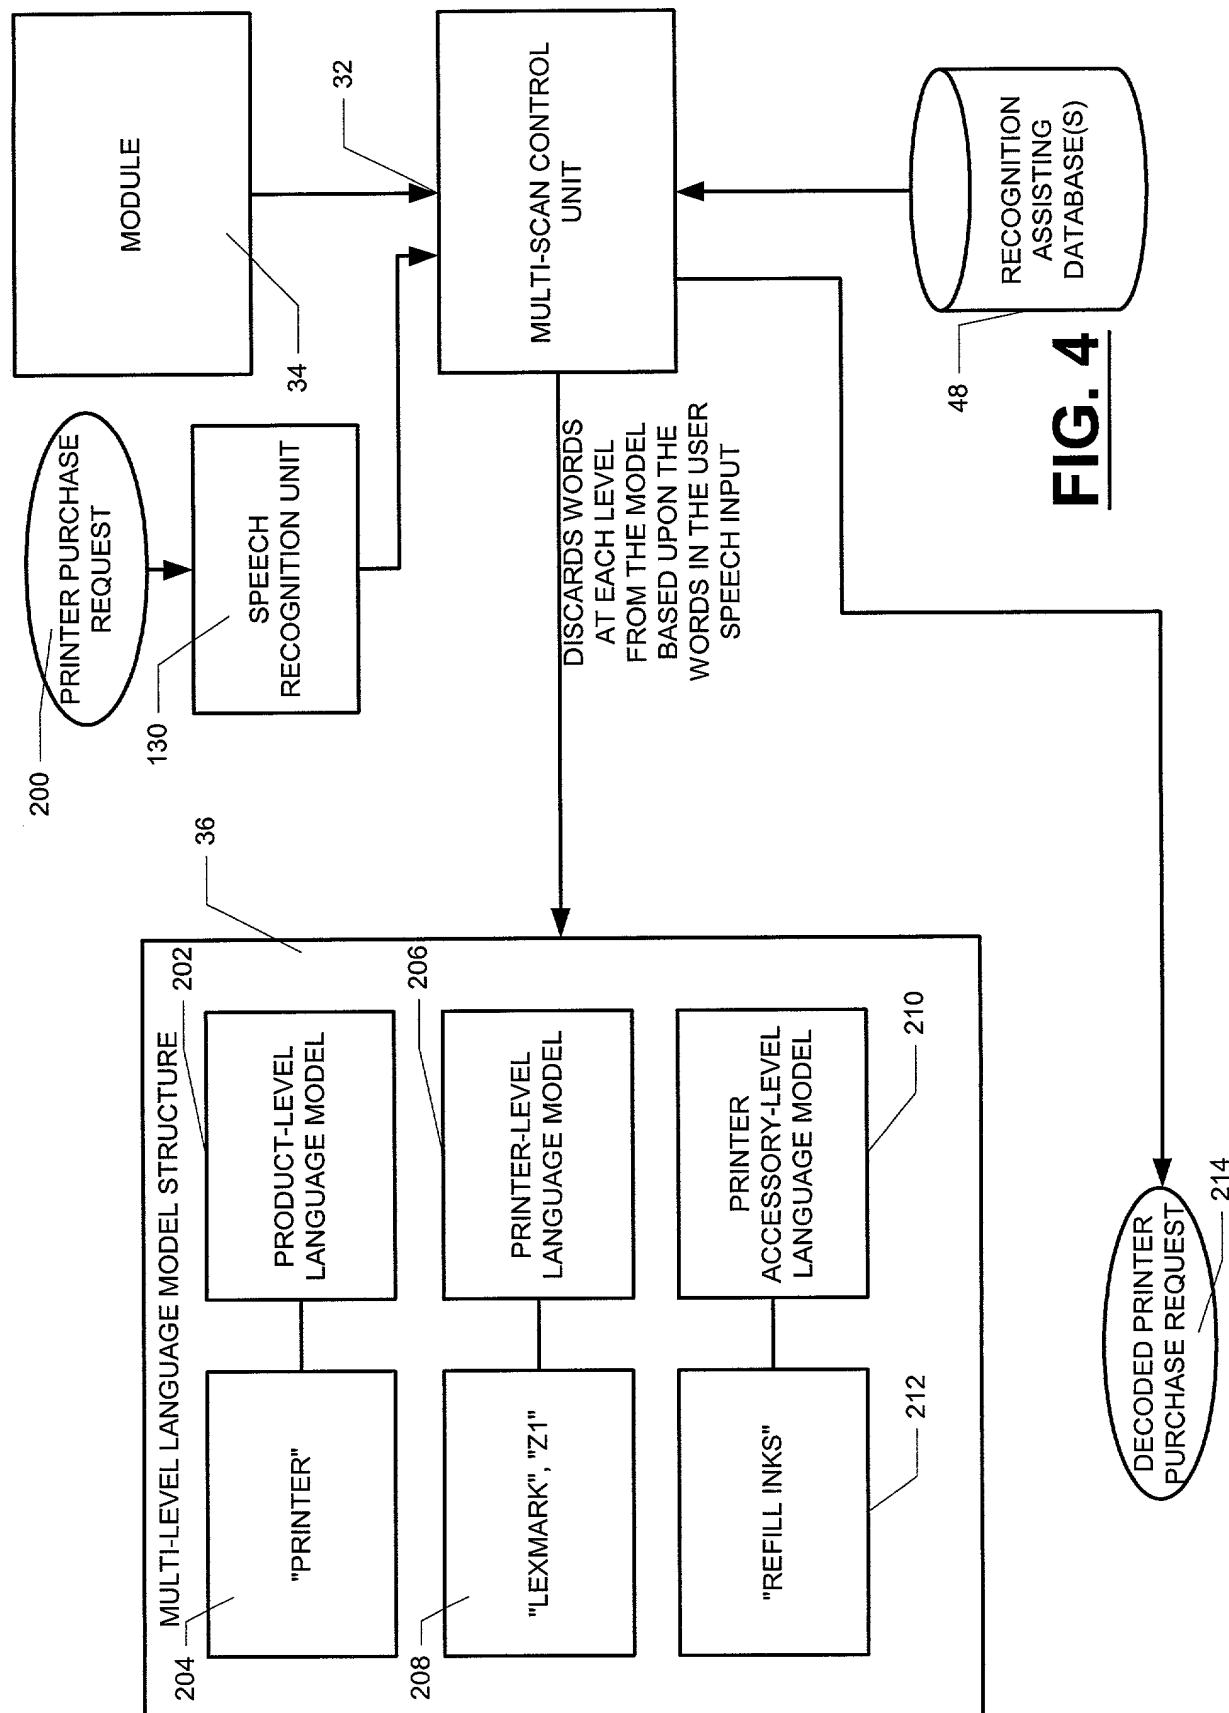 MODULE
34
32
PRINTER PURCHASE
REQUEST
200
SPEECH
RECOGNITION UNIT
130
MULTI-SCAN CONTROL
UNIT
RECOGNITION
ASSISTING
DATABASE(S)
48
DISCARDS WORDS
AT EACH LEVEL
FROM THE MODEL
BASED UPON THE
WORDS IN THE USER
SPEECH INPUT
36
MULTI-LEVEL LANGUAGE MODEL STRUCTURE
202
PRODUCT-LEVEL
LANGUAGE MODEL
"PRINTER"
204
206
PRINTER-LEVEL
LANGUAGE MODEL
"LEXMARK", "Z1"
208
PRINTER
ACCESSORY-LEVEL
LANGUAGE MODEL
210
"REFILL INKS"
212
DECODED PRINTER
PURCHASE REQUEST
214
FIG. 4